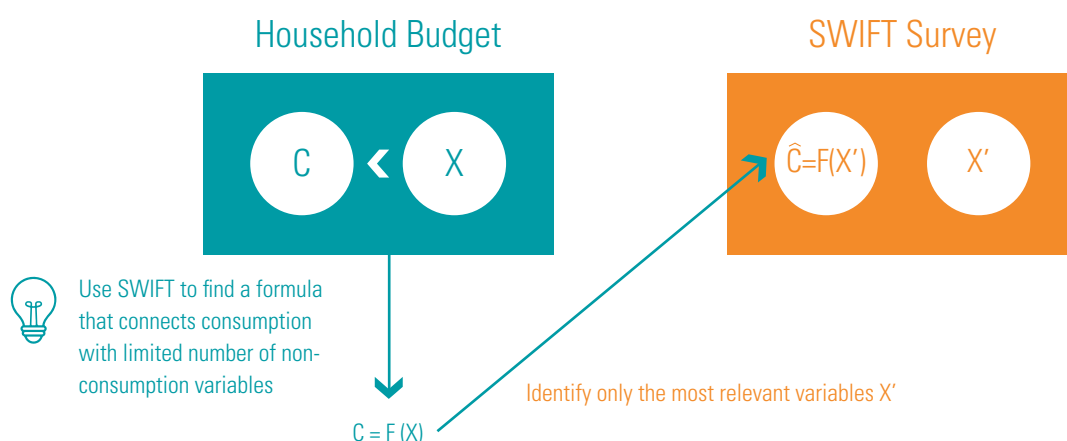 Household Budget
SWIFT Survey
C < X
Ĉ=F(X′)
X′
Use SWIFT to find a formula
that connects consumption
with limited number of non-
consumption variables
Identify only the most relevant variables X′
C = F (X)